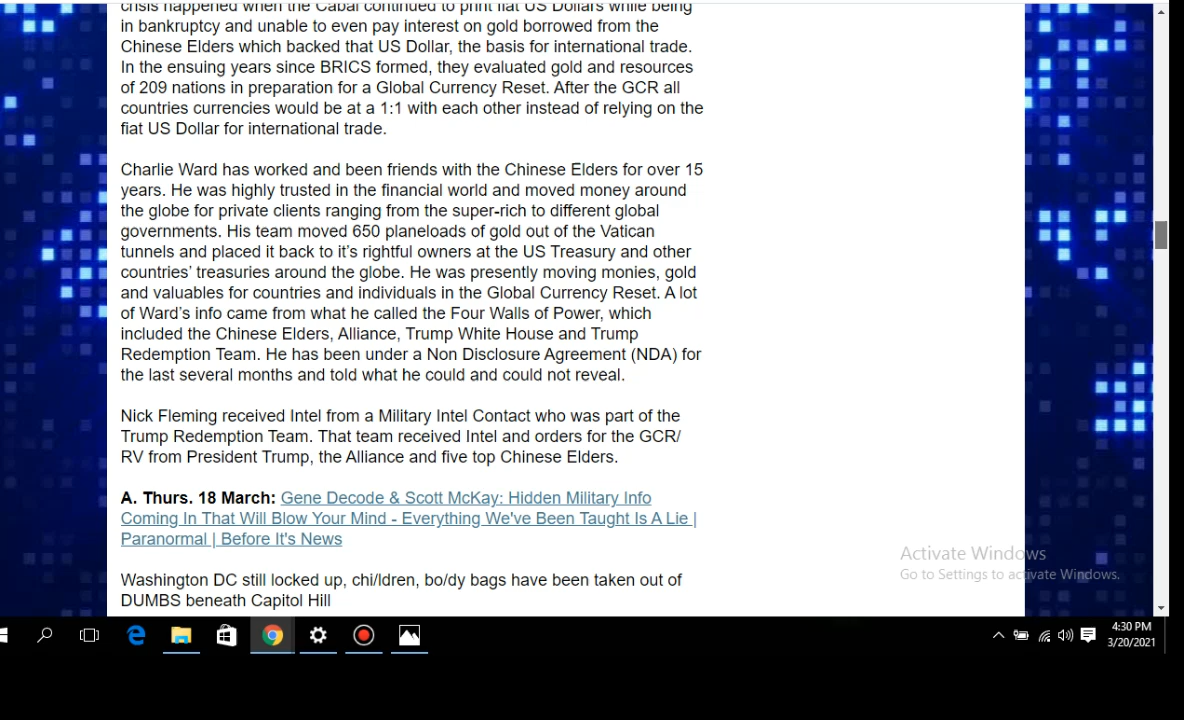 crisis happened when the Cabal continued to print fiat US Dollars while being
in bankruptcy and unable to even pay interest on gold borrowed from the
Chinese Elders which backed that US Dollar, the basis for international trade.
In the ensuing years since BRICS formed, they evaluated gold and resources
of 209 nations in preparation for a Global Currency Reset. After the GCR all
countries currencies would be at a 1:1 with each other instead of relying on the
fiat US Dollar for international trade.
Charlie Ward has worked and been friends with the Chinese Elders for over 15
years. He was highly trusted in the financial world and moved money around
the globe for private clients ranging from the super-rich to different global
governments. His team moved 650 planeloads of gold out of the Vatican
tunnels and placed it back to it's rightful owners at the US Treasury and other
countries' treasuries around the globe. He was presently moving monies, gold
and valuables for countries and individuals in the Global Currency Reset. A lot
of Ward's info came from what he called the Four Walls of Power, which
included the Chinese Elders, Alliance, Trump White House and Trump
Redemption Team. He has been under a Non Disclosure Agreement (NDA) for
the last several months and told what he could and could not reveal.
Nick Fleming received Intel from a Military Intel Contact who was part of the
Trump Redemption Team. That team received Intel and orders for the GCR/
RV from President Trump, the Alliance and five top Chinese Elders.
A. Thurs. 18 March: Gene Decode & Scott McKay: Hidden Military Info
Coming In That Will Blow Your Mind - Everything We've Been Taught Is A Lie |
Paranormal | Before It's News
Washington DC still locked up, chi/ldren, bo/dy bags have been taken out of
DUMBS beneath Capitol Hill
Activate Windows
Go to Settings to activate Windows.
4:30 PM
3/20/2021